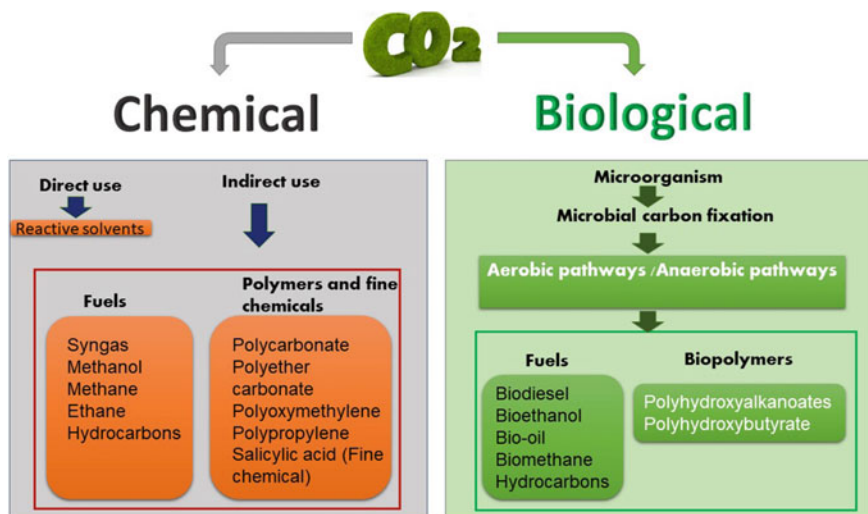 CO2
Chemical
Biological
Direct use
Reactive solvents
Indirect use
Fuels
Syngas
Methanol
Methane
Ethane
Hydrocarbons
Polymers and fine
chemicals
Polycarbonate
Polyether
carbonate
Polyoxymethylene
Polypropylene
Salicylic acid (Fine
chemical)
Microorganism
Microbial carbon fixation
Aerobic pathways /Anaerobic pathways
Fuels
Biodiesel
Bioethanol
Bio-oil
Biomethane
Hydrocarbons
Biopolymers
Polyhydroxyalkanoates
Polyhydroxybutyrate